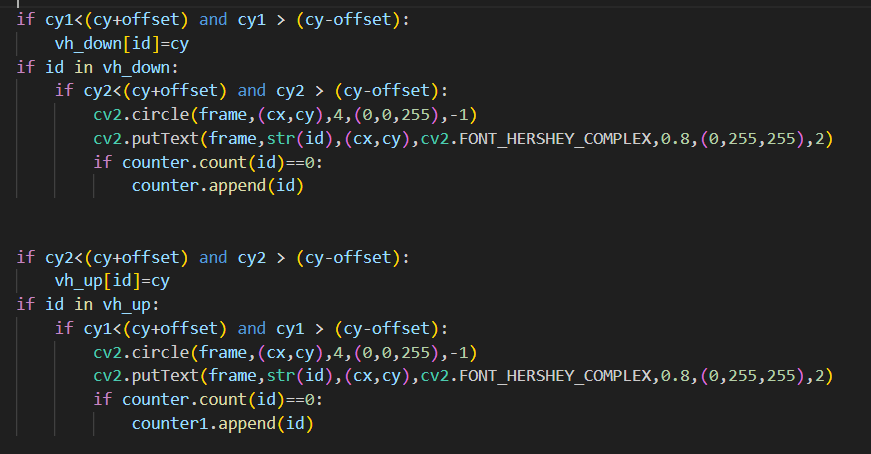 if cy1<(cy+offset) and cy1 > (cy-offset):
vh_down[id]=cy
if id in vh_down:
if cy2<(cy+offset) and cy2 > (cy-offset):
cv2.circle(frame,(cx,cy),4,(0,0,255),-1)
cv2.putText(frame,str(id),(cx,cy),cv2.FONT_HERSHEY_COMPLEX,0.8,(0,255,255),2)
if counter.count(id)==0:
counter.append(id)
if cy2<(cy+offset) and cy2 > (cy-offset):
vh_up[id]=cy
if id in vh_up:
if cy1<(cy+offset) and cy1 > (cy-offset):
cv2.circle(frame,(cx,cy),4,(0,0,255),-1)
cv2.putText(frame,str(id),(cx,cy),cv2.FONT_HERSHEY_COMPLEX,0.8,(0,255,255),2)
if counter.count(id)==0:
counter1.append(id)